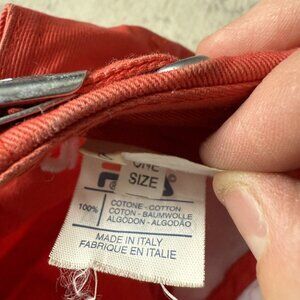 ONE
SIZE
100%
COTONE - COTTON
COTON - BAUMWOLLE
ALGODON - ALGODÃO
MADE IN ITALY
FABRIQUE EN ITALIE